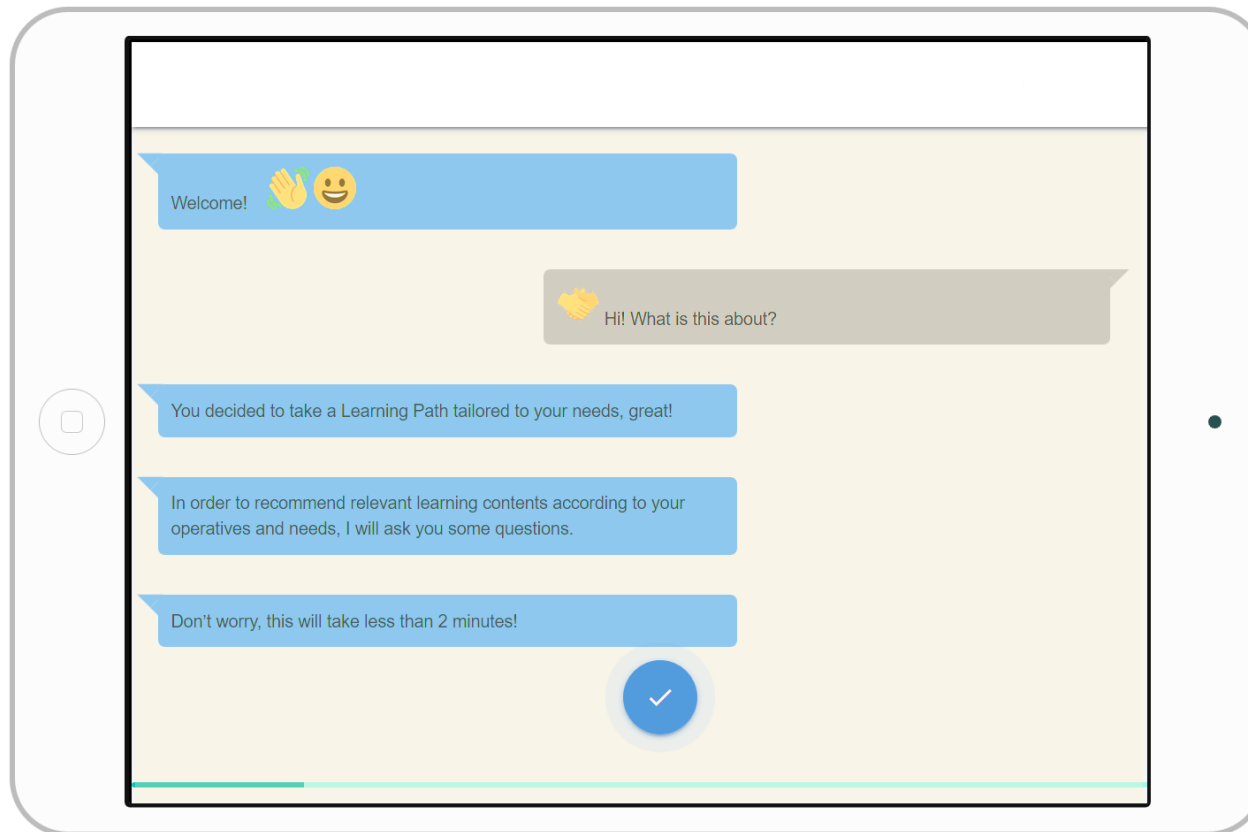 Welcome!
Hi! What is this about?
You decided to take a Learning Path tailored to your needs, great!
In order to recommend relevant learning contents according to your
operatives and needs, I will ask you some questions.
Don't worry, this will take less than 2 minutes!